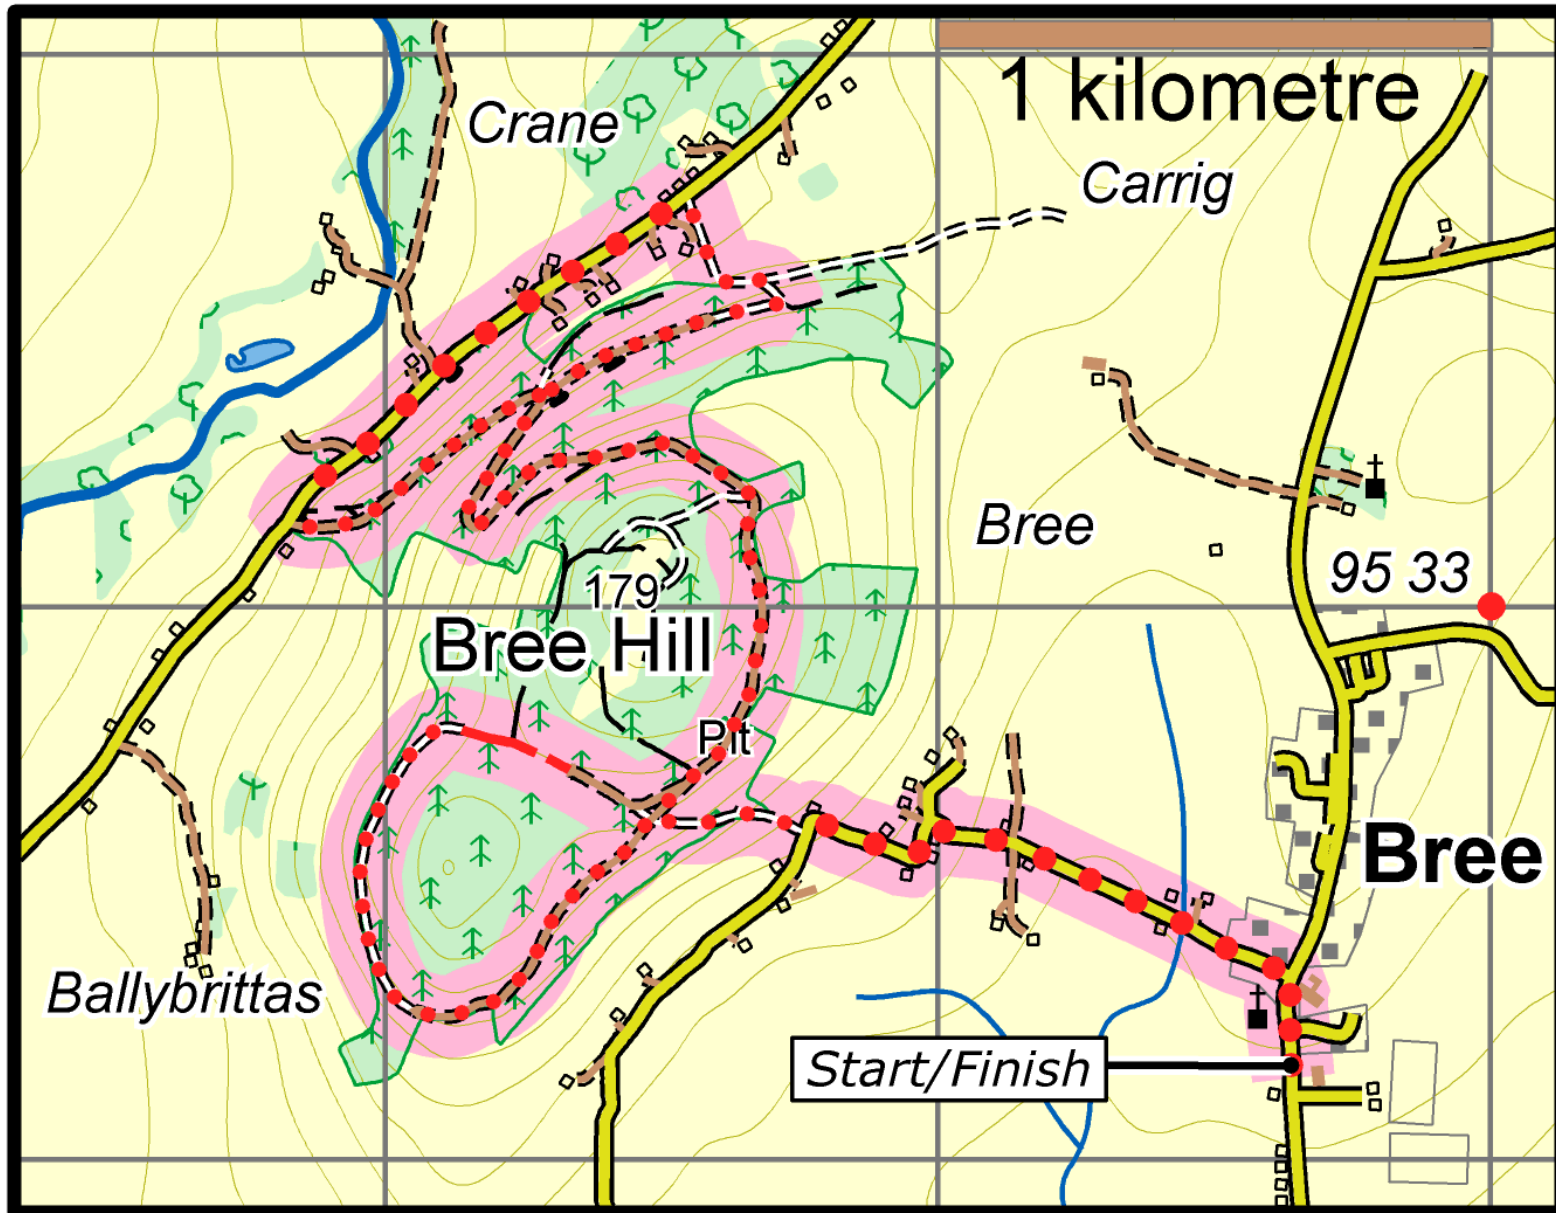 Crane
1 kilometre
Carrig
Bree
95 33
179
Bree Hill
Pit
Bree
Ballybrittas
Start/Finish